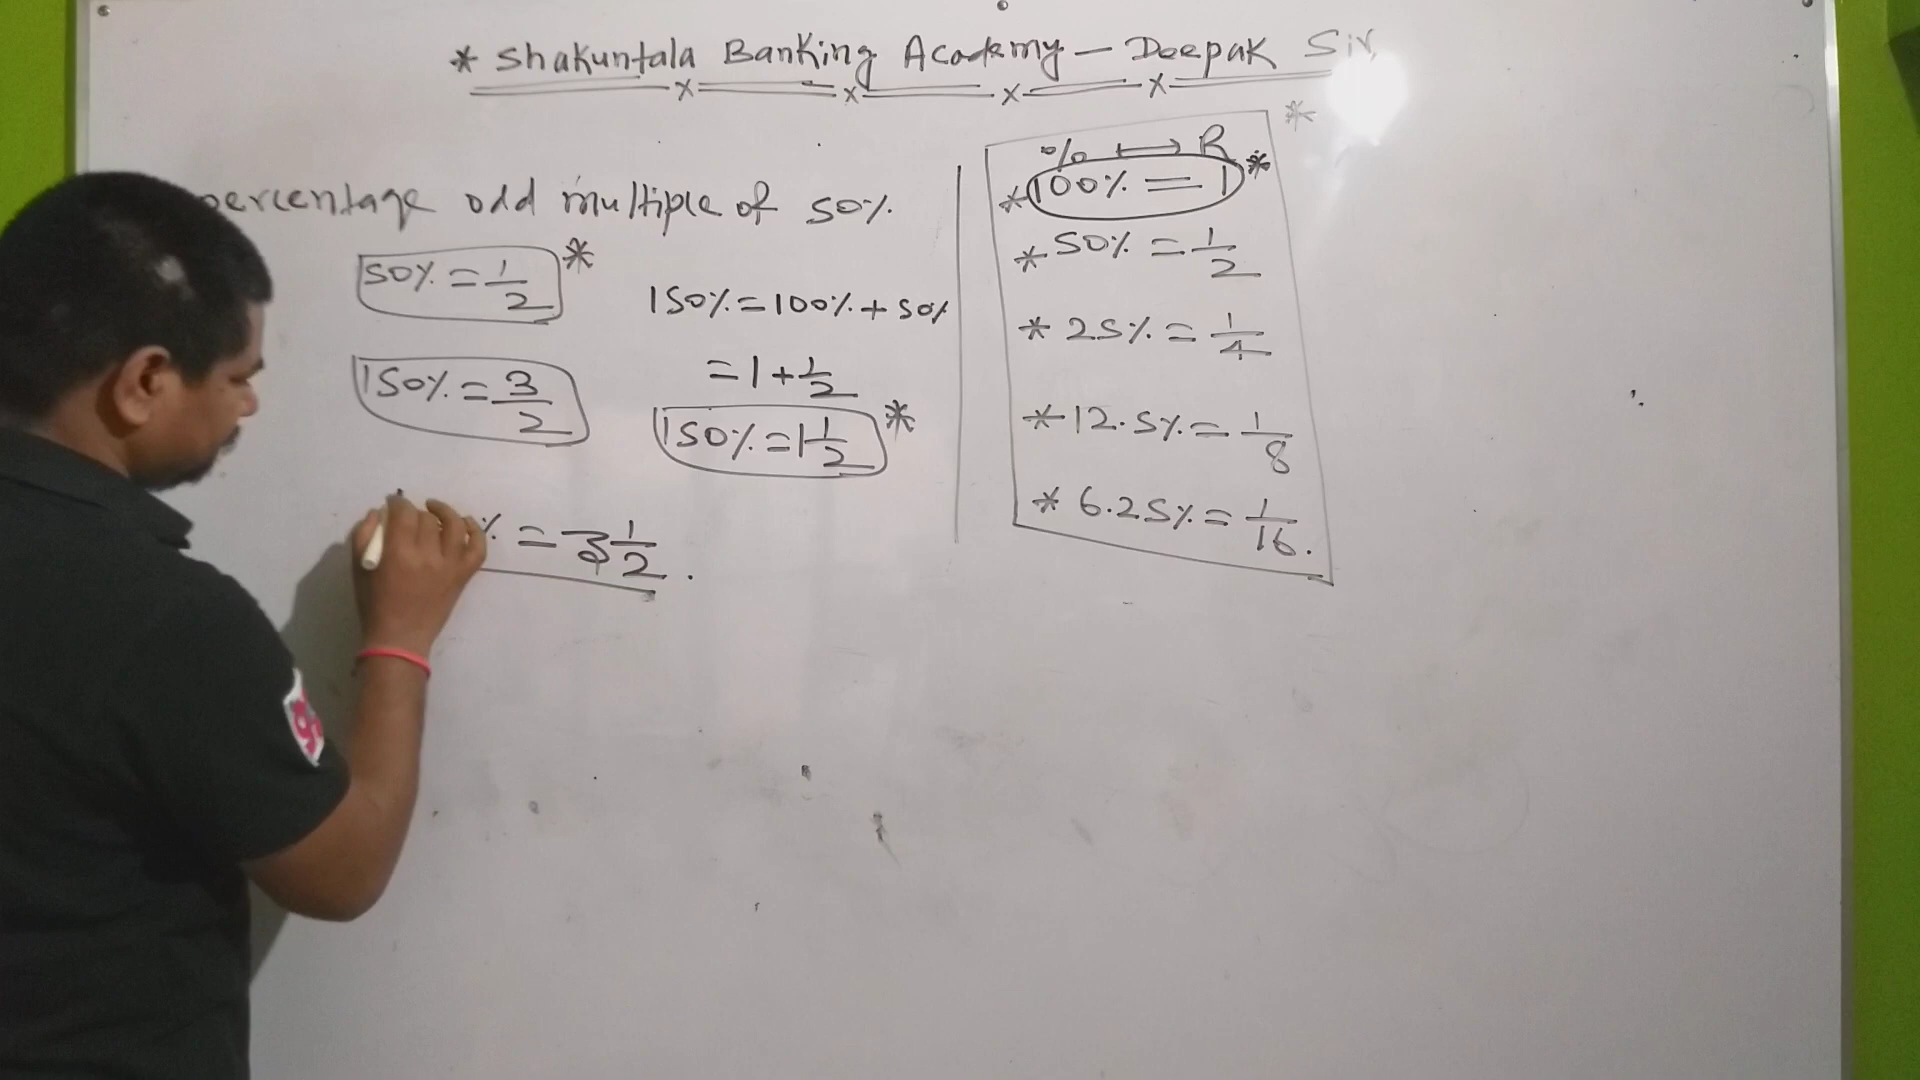 * Shakuntala Banking Academy – Deepak Sir,
percentage odd multiple of 50%
50% = 1/2 *
150% = 100% + 50%
= 1 + 1/2
150% = 3/2
150% = 1 1/2 *
% = 3 1/2 .
% ↦ R
* 100% = 1 *
* 50% = 1/2
* 25% = 1/4
* 12.5% = 1/8
* 6.25% = 1/16.